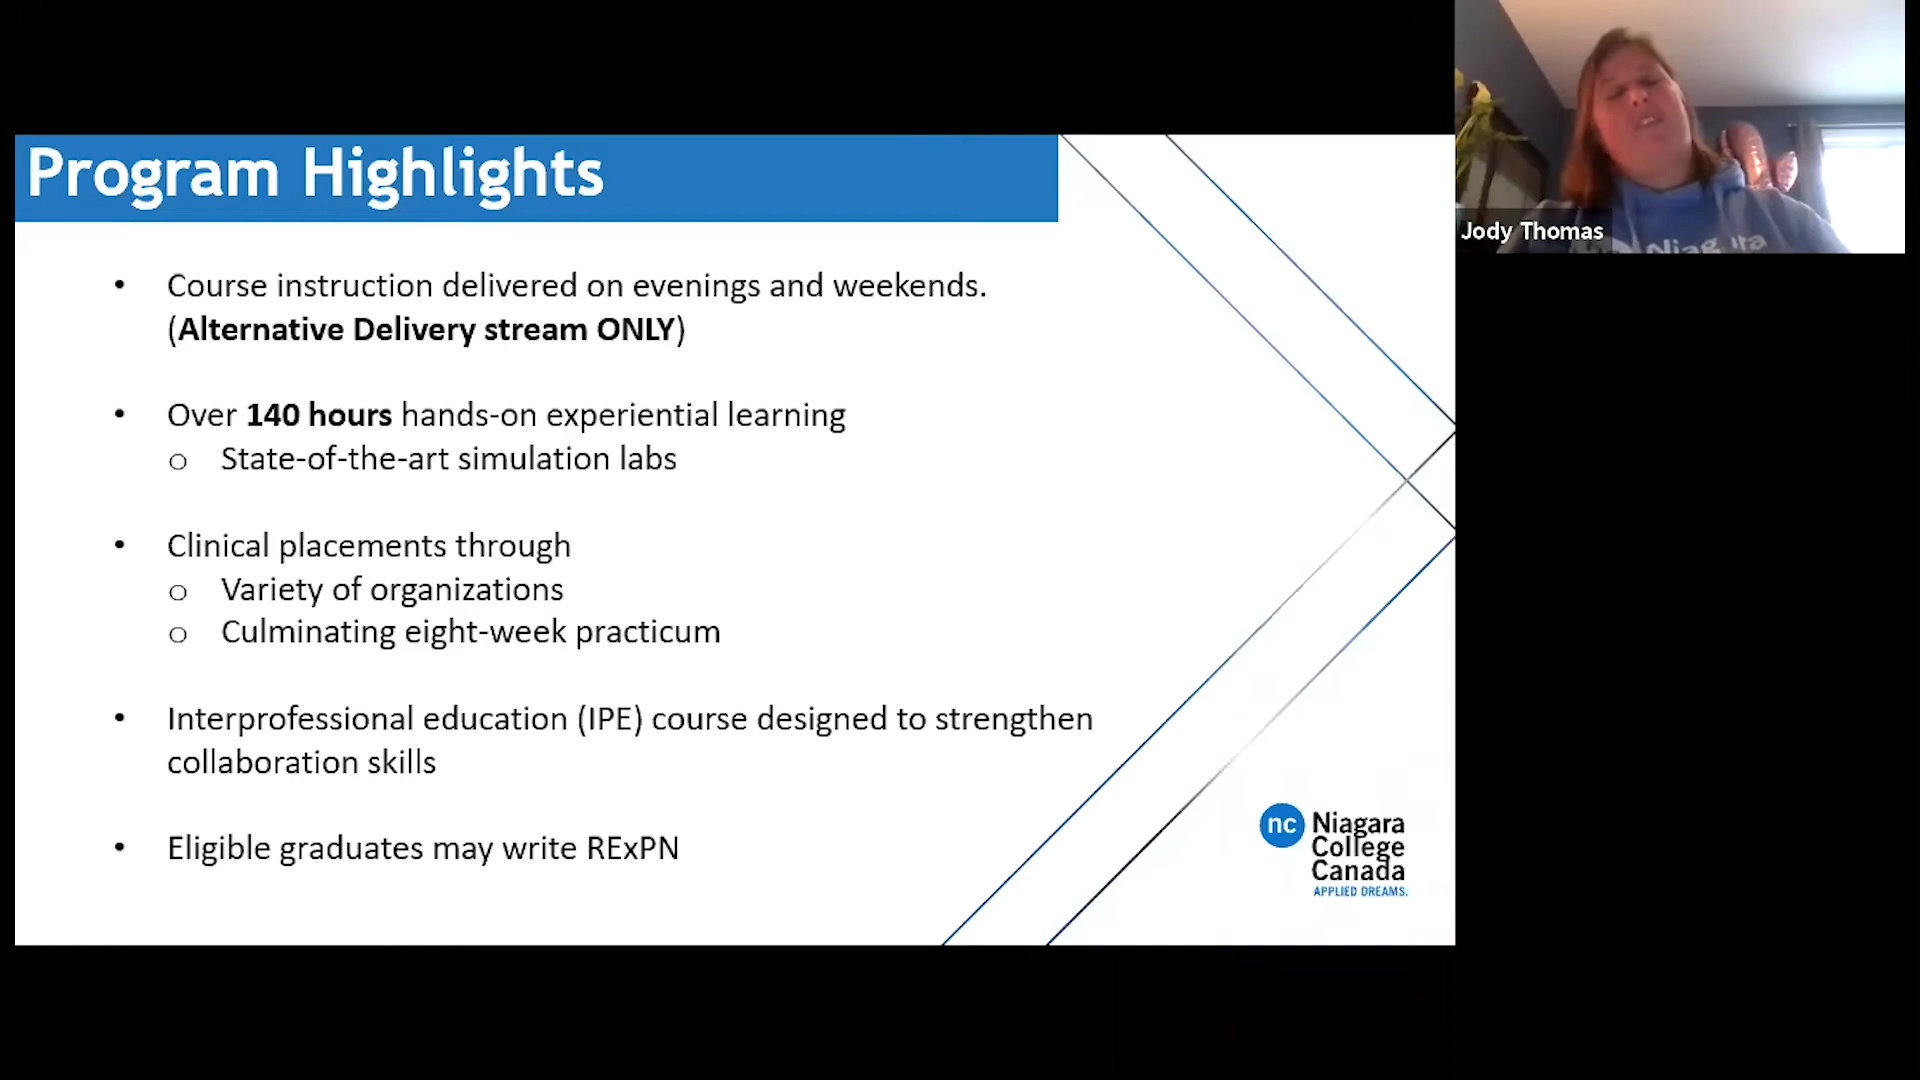 Program Highlights
• Course instruction delivered on evenings and weekends.
(Alternative Delivery stream ONLY)
• Over 140 hours hands-on experiential learning
o State-of-the-art simulation labs
• Clinical placements through
o Variety of organizations
o Culminating eight-week practicum
• Interprofessional education (IPE) course designed to strengthen
collaboration skills
• Eligible graduates may write RExPN
nc
Niagara
College
Canada
APPLIED DREAMS.
Jody Thomas